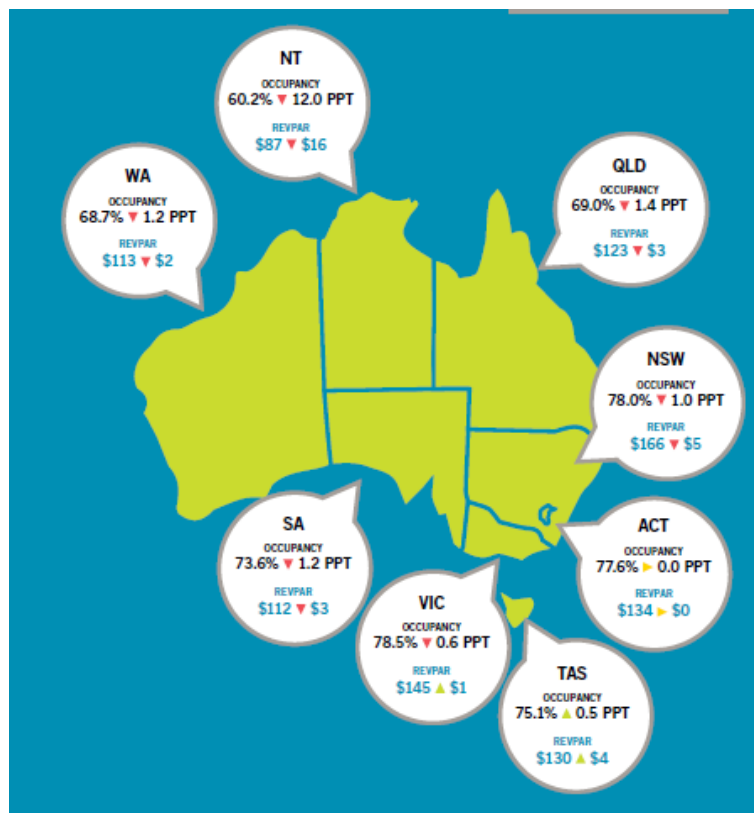 NT
OCCUPANCY
60.2% ▼ 12.0 PPT
REVPAR
$87 ▼ $16
WA
OCCUPANCY
68.7% ▼ 1.2 PPT
REVPAR
$113 ▼ $2
QLD
OCCUPANCY
69.0% ▼ 1.4 PPT
REVPAR
$123 ▼ $3
NSW
OCCUPANCY
78.0% ▼ 1.0 PPT
REVPAR
$166 ▼ $5
SA
OCCUPANCY
73.6% ▼ 1.2 PPT
REVPAR
$112 ▼ $3
ACT
OCCUPANCY
77.6% ▶ 0.0 PPT
REVPAR
$134 ▶ $0
VIC
OCCUPANCY
78.5% ▼ 0.6 PPT
REVPAR
$145 ▲ $1
TAS
OCCUPANCY
75.1% ▲ 0.5 PPT
REVPAR
$130 ▲ $4